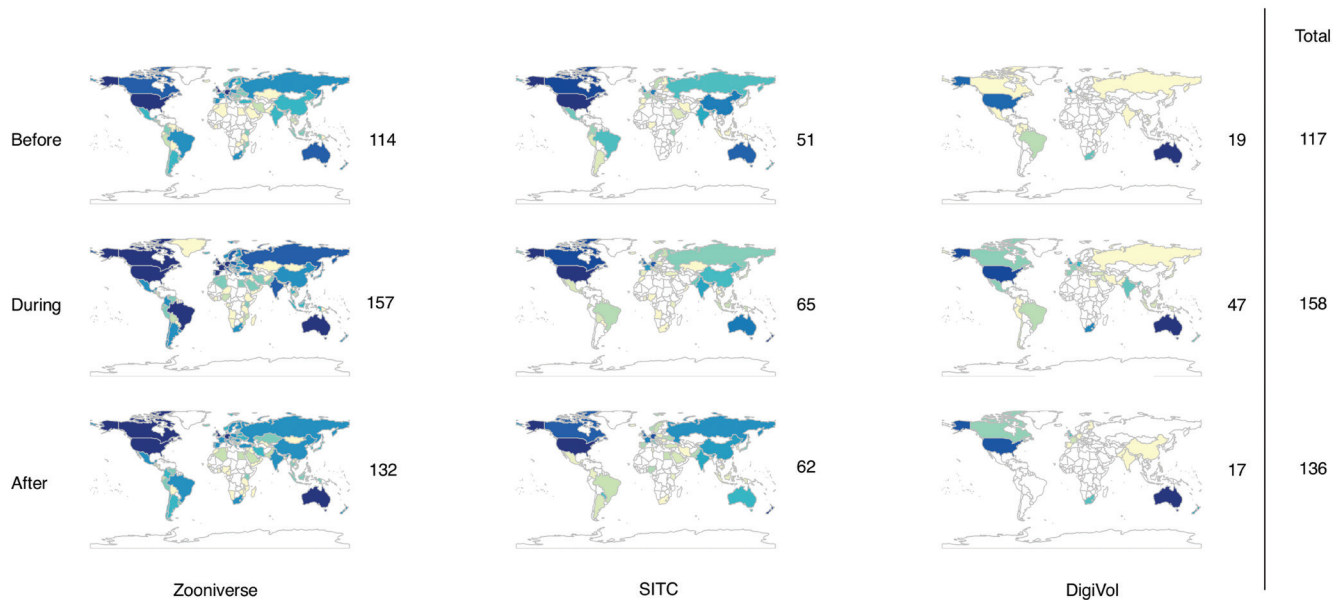 Total
Before 114 51 19 117
During 157 65 47 158
After 132 62 17 136
Zooniverse SITC DigiVol